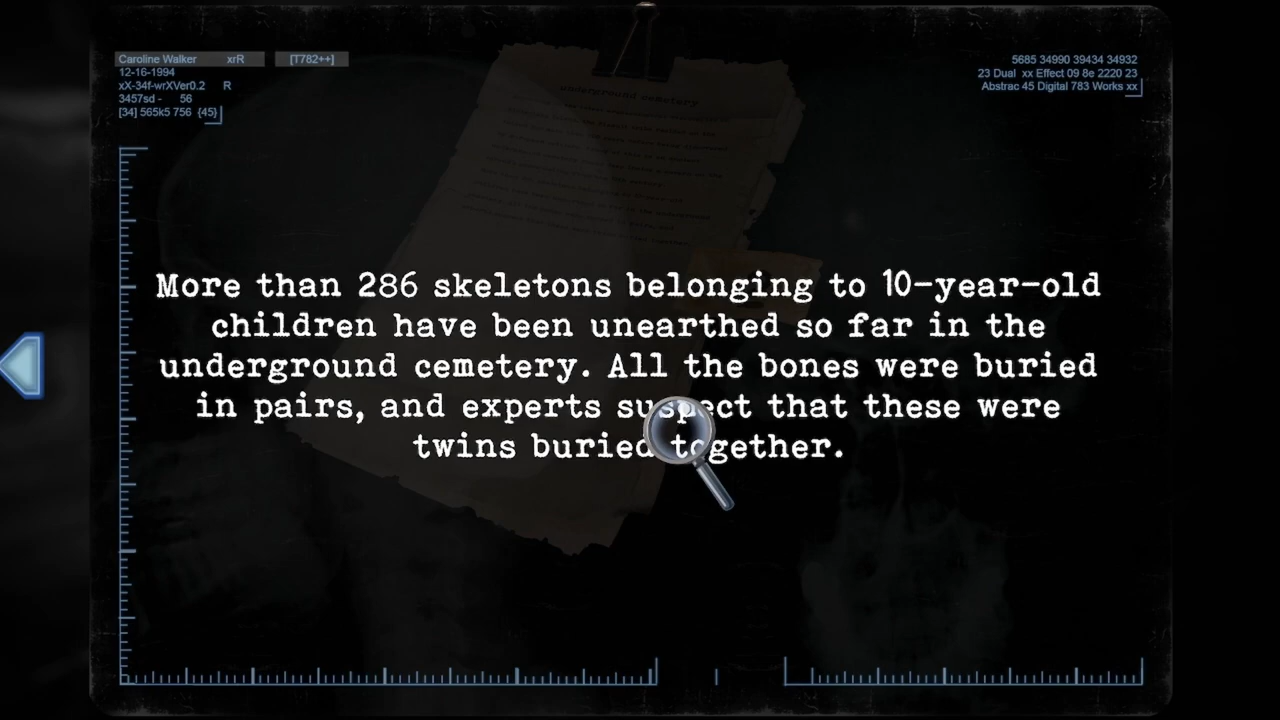 Caroline Walker xrR [T782++]
12-16-1994
xX-34f-wrXVer0.2 R
3457sd - 56
[34] 565k5 756 {45}
5685 34990 39434 34932
23 Dual xx Effect 09 8e 2220 23
Abstrac 45 Digital 783 Works xx
underground cemetery
More than 286 skeletons belonging to 10-year-old
children have been unearthed so far in the
underground cemetery. All the bones were buried
in pairs, and experts suspect that these were
twins buried together.